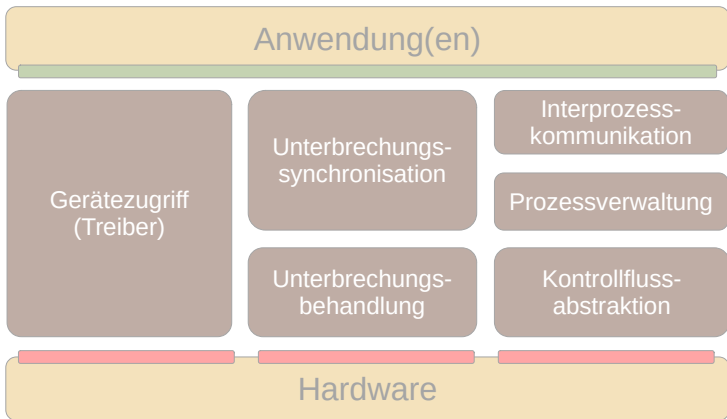 Anwendung(en)
Gerätezugriff
(Treiber)
Unterbrechungs-
synchronisation
Unterbrechungs-
behandlung
Interprozess-
kommunikation
Prozessverwaltung
Kontrollfluss-
abstraktion
Hardware